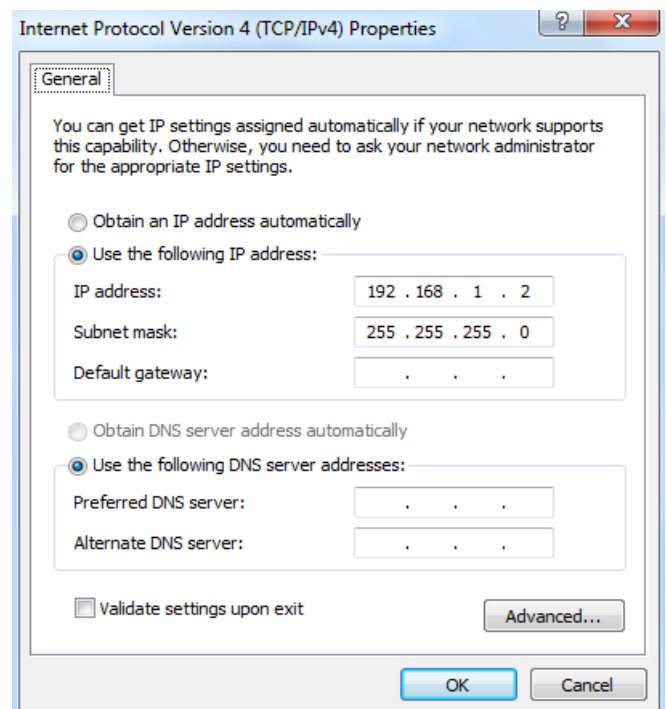 Internet Protocol Version 4 (TCP/IPv4) Properties
?
X
General
You can get IP settings assigned automatically if your network supports
this capability. Otherwise, you need to ask your network administrator
for the appropriate IP settings.
Obtain an IP address automatically
Use the following IP address:
IP address: 192 . 168 . 1 . 2
Subnet mask: 255 . 255 . 255 . 0
Default gateway: . . .
Obtain DNS server address automatically
Use the following DNS server addresses:
Preferred DNS server: . . .
Alternate DNS server: . . .
Validate settings upon exit
Advanced...
OK Cancel